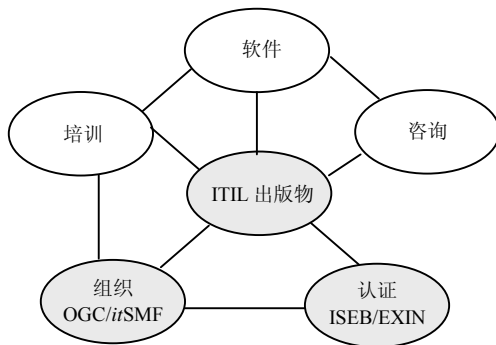 软件
培训
咨询
ITIL 出版物
组织
OGC/itSMF
认证
ISEB/EXIN